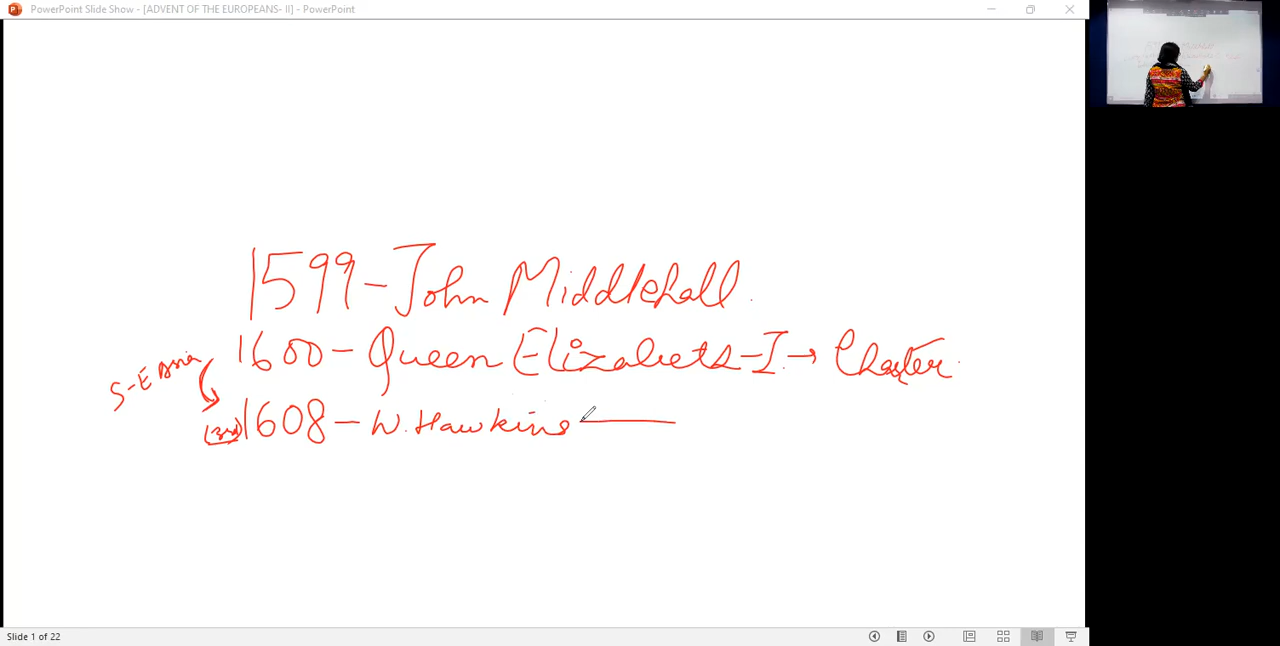 PowerPoint Slide Show - [ADVENT OF THE EUROPEANS- II] - PowerPoint
1599 - John Middlehall.
S-E Asia
1600 - Queen Elizabeth - I. → Charter.
(3rd) 1608 - W. Hawkins
Slide 1 of 22